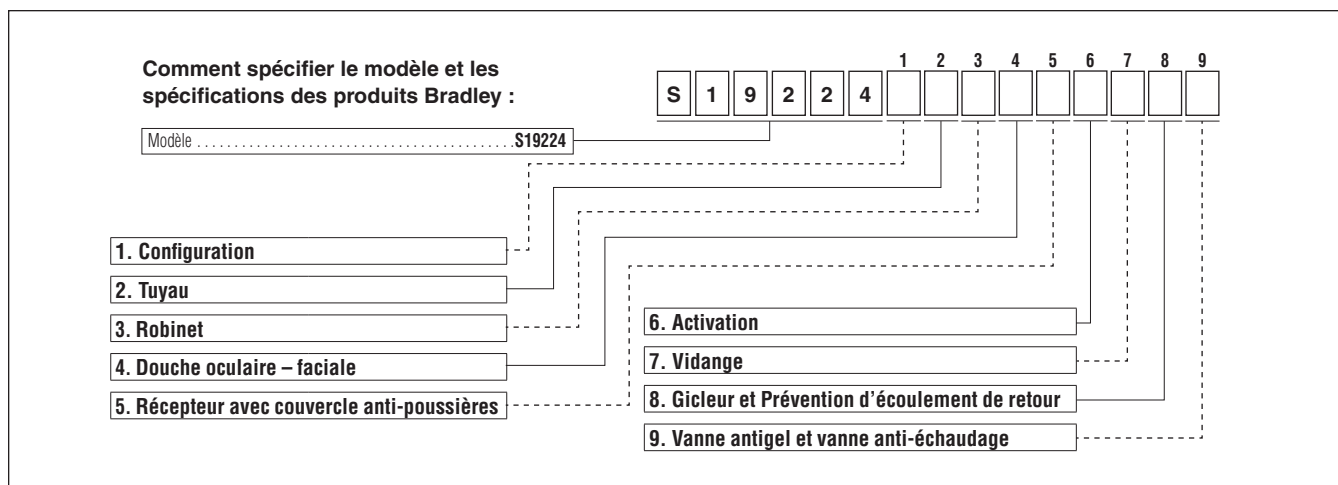 Comment spécifier le modèle et les
spécifications des produits Bradley :
1 2 3 4 5 6 7 8 9
S 1 9 2 2 4
Modèle . . . . . . . . . . . . . . . . . . . . . . . . . . . . . . . . . . . . . . . . . . .S19224
1. Configuration
2. Tuyau
3. Robinet
4. Douche oculaire – faciale
5. Récepteur avec couvercle anti-poussières
6. Activation
7. Vidange
8. Gicleur et Prévention d’écoulement de retour
9. Vanne antigel et vanne anti-échaudage